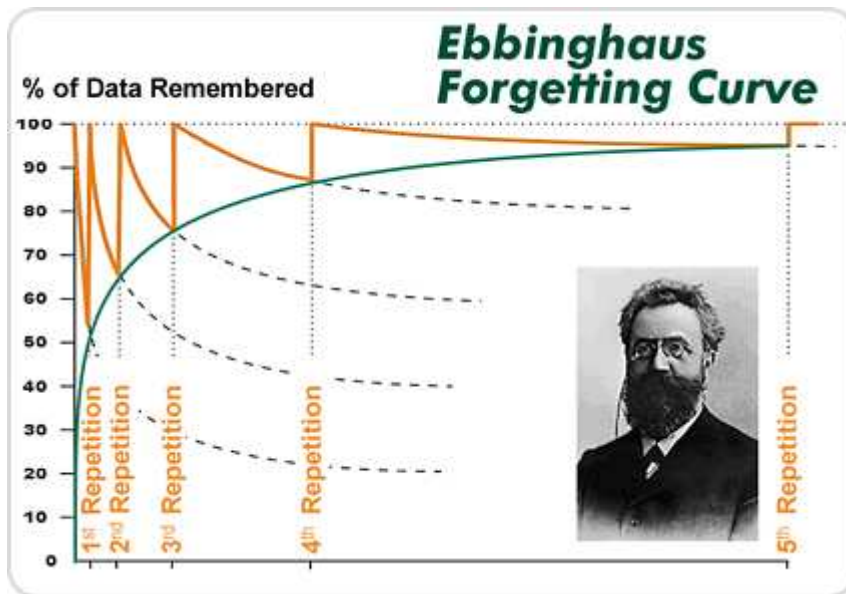 Ebbinghaus
Forgetting Curve
% of Data Remembered
100
90
80
70
60
50
40
30
20
10
0
1st Repetition
2nd Repetition
3rd Repetition
4th Repetition
5th Repetition